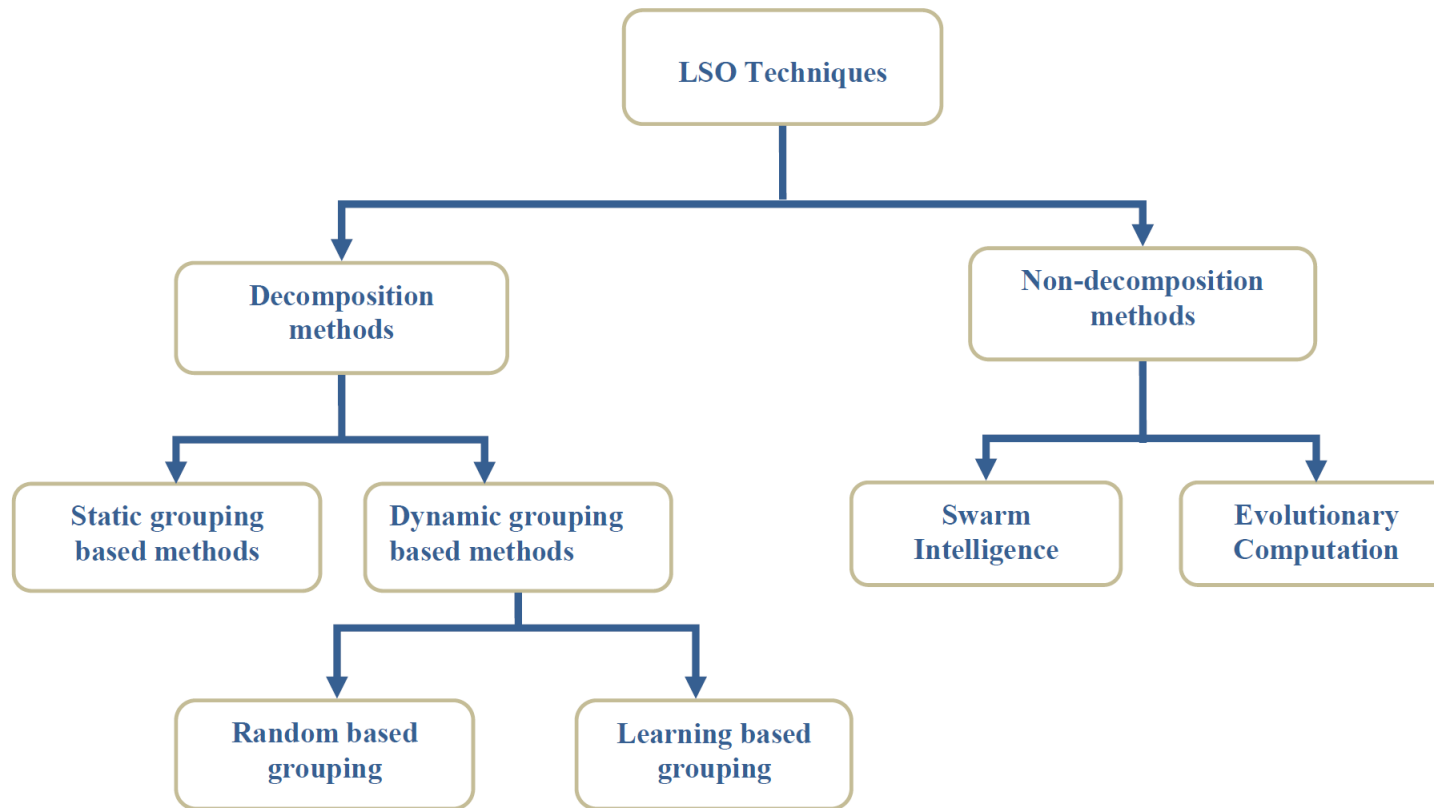 LSO Techniques
Decomposition
methods
Non-decomposition
methods
Static grouping
based methods
Dynamic grouping
based methods
Swarm
Intelligence
Evolutionary
Computation
Random based
grouping
Learning based
grouping